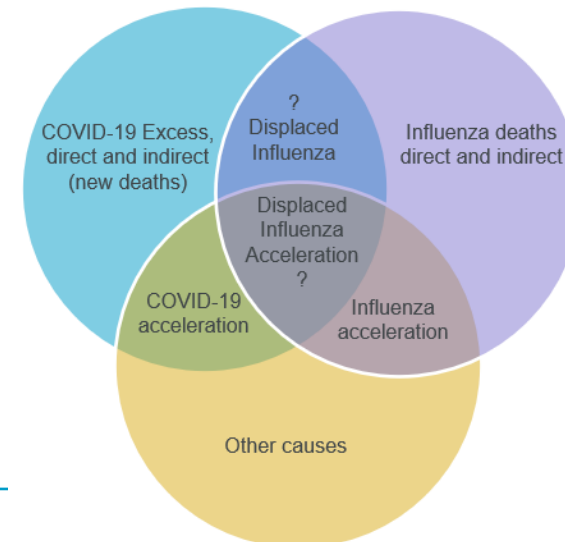 ?
Displaced
Influenza
COVID-19 Excess,
direct and indirect
(new deaths)
Influenza deaths
direct and indirect
Displaced
Influenza
Acceleration
?
COVID-19
acceleration
Influenza
acceleration
Other causes